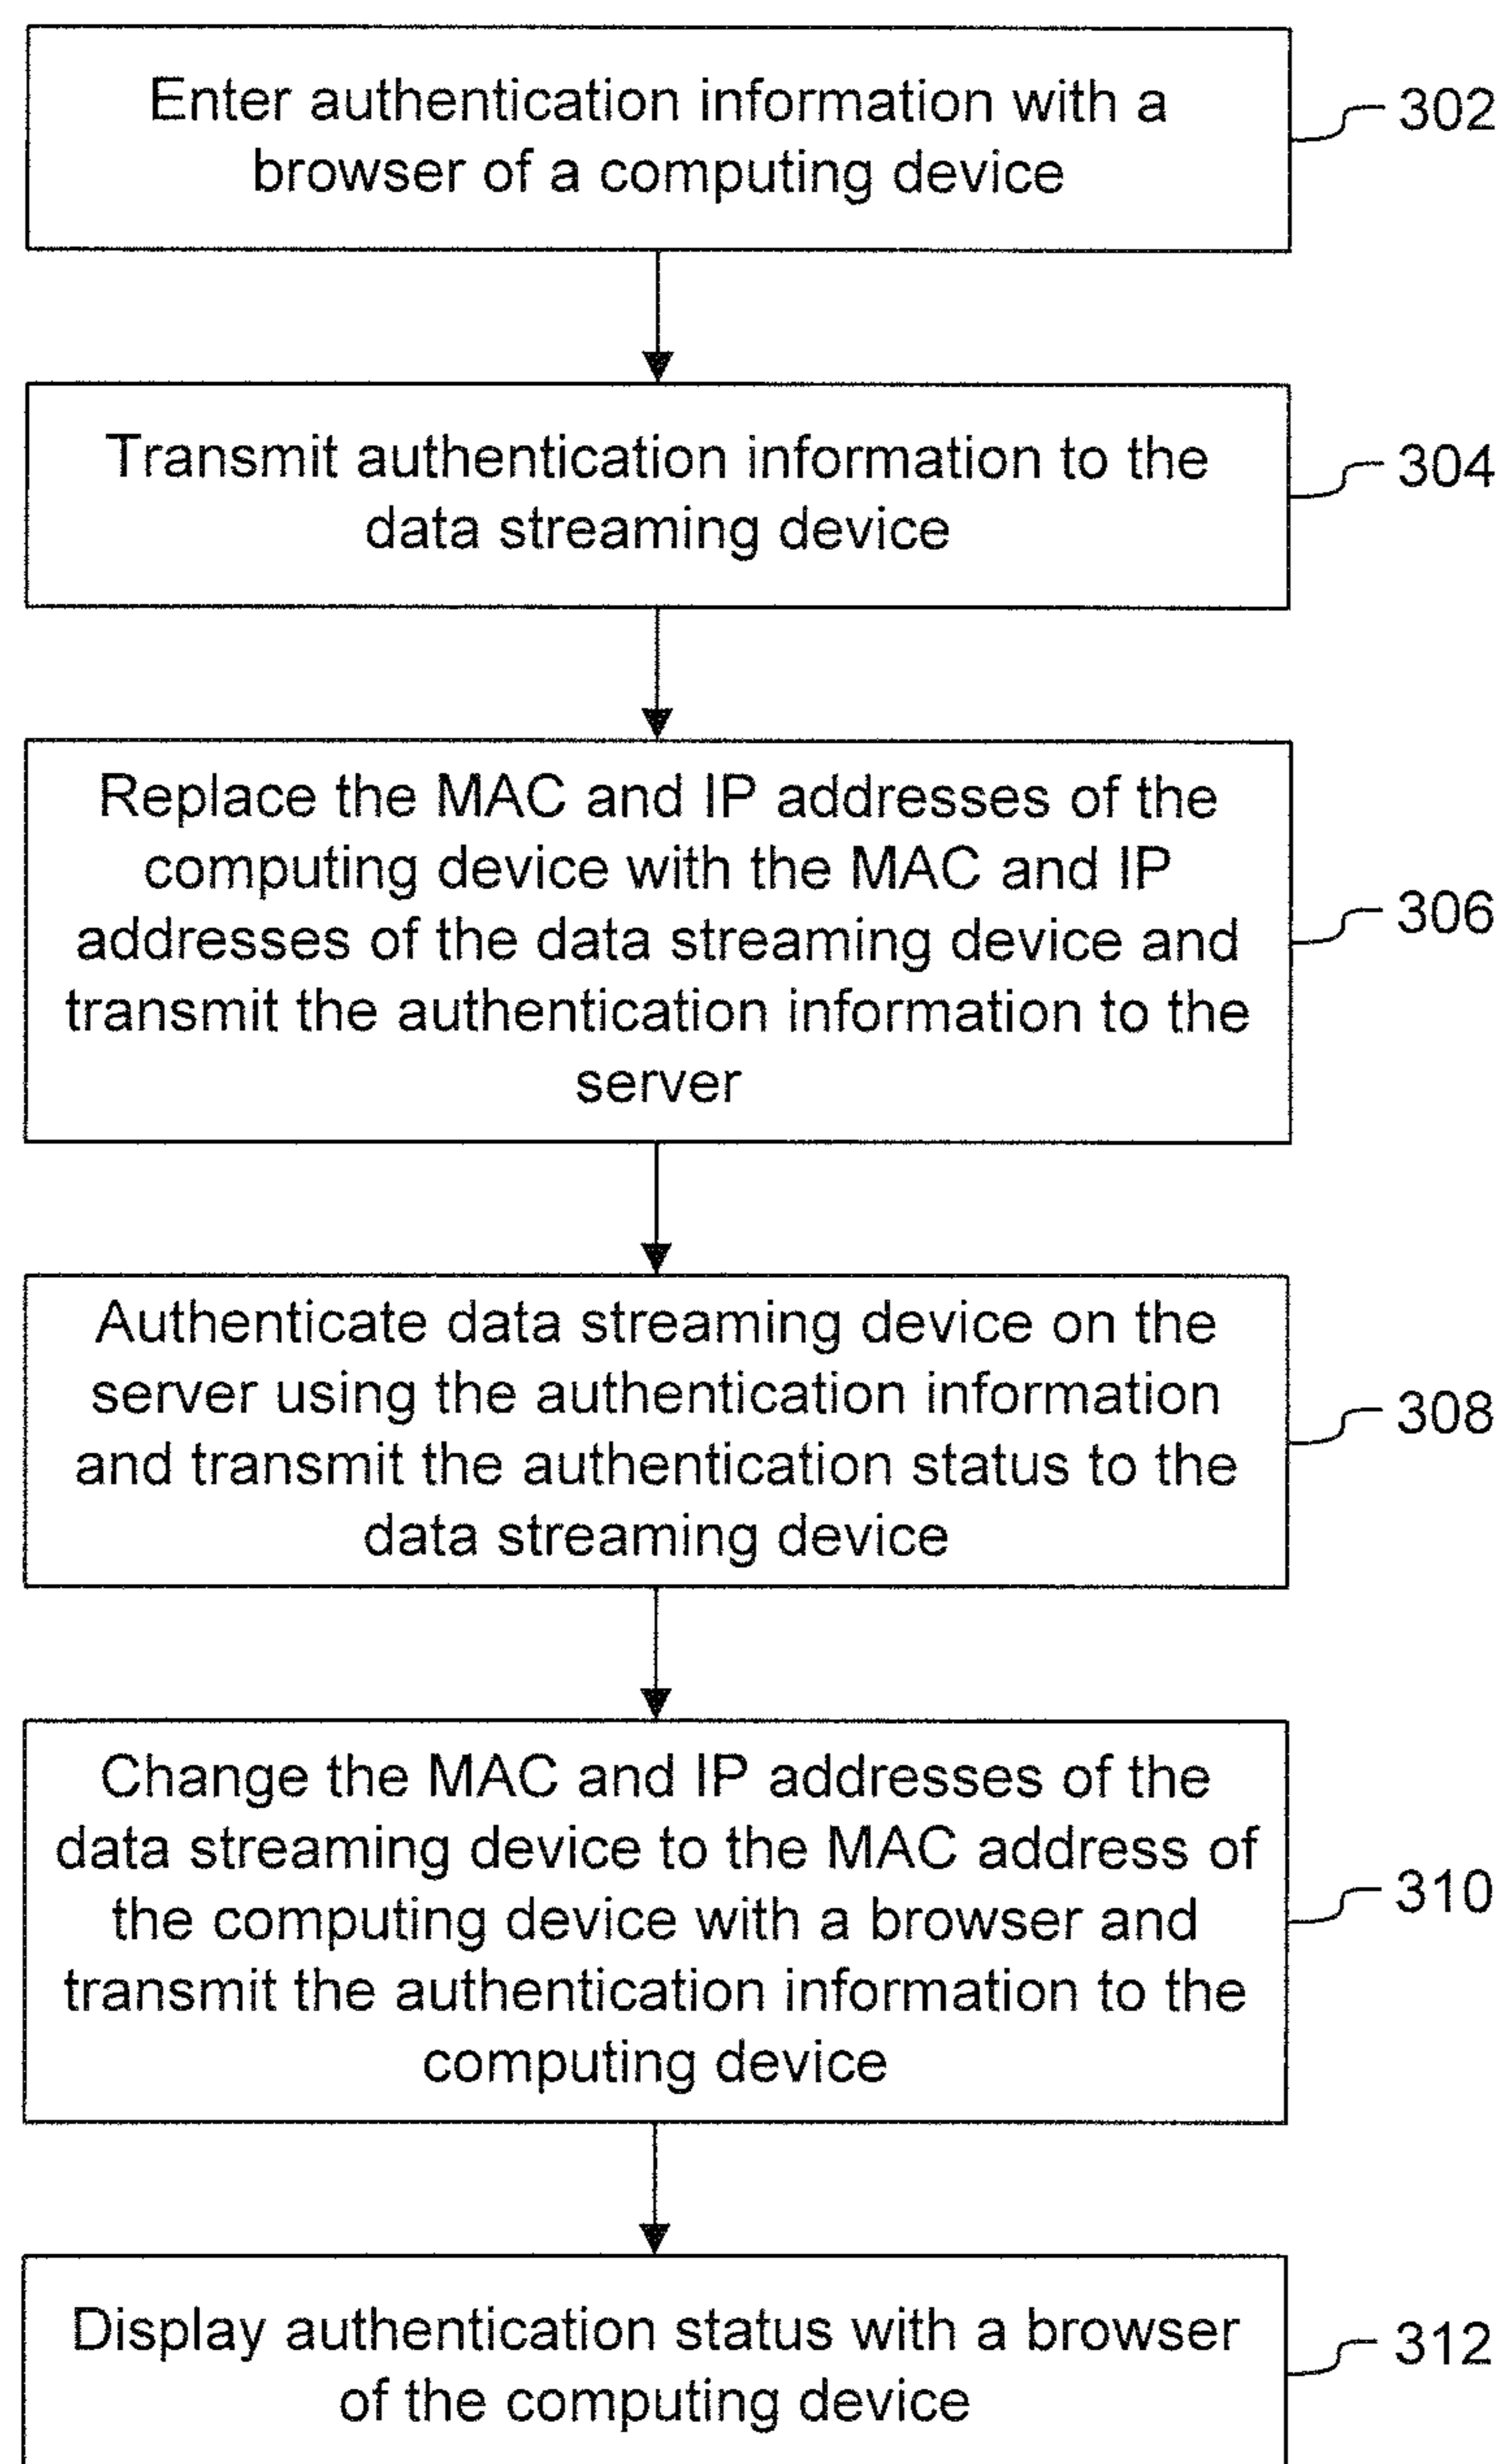 Enter authentication information with a
browser of a computing device
302
Transmit authentication information to the
data streaming device
304
Replace the MAC and IP addresses of the
computing device with the MAC and IP
addresses of the data streaming device and
transmit the authentication information to the
server
306
Authenticate data streaming device on the
server using the authentication information
and transmit the authentication status to the
data streaming device
308
Change the MAC and IP addresses of the
data streaming device to the MAC address of
the computing device with a browser and
transmit the authentication information to the
computing device
310
Display authentication status with a browser
of the computing device
312